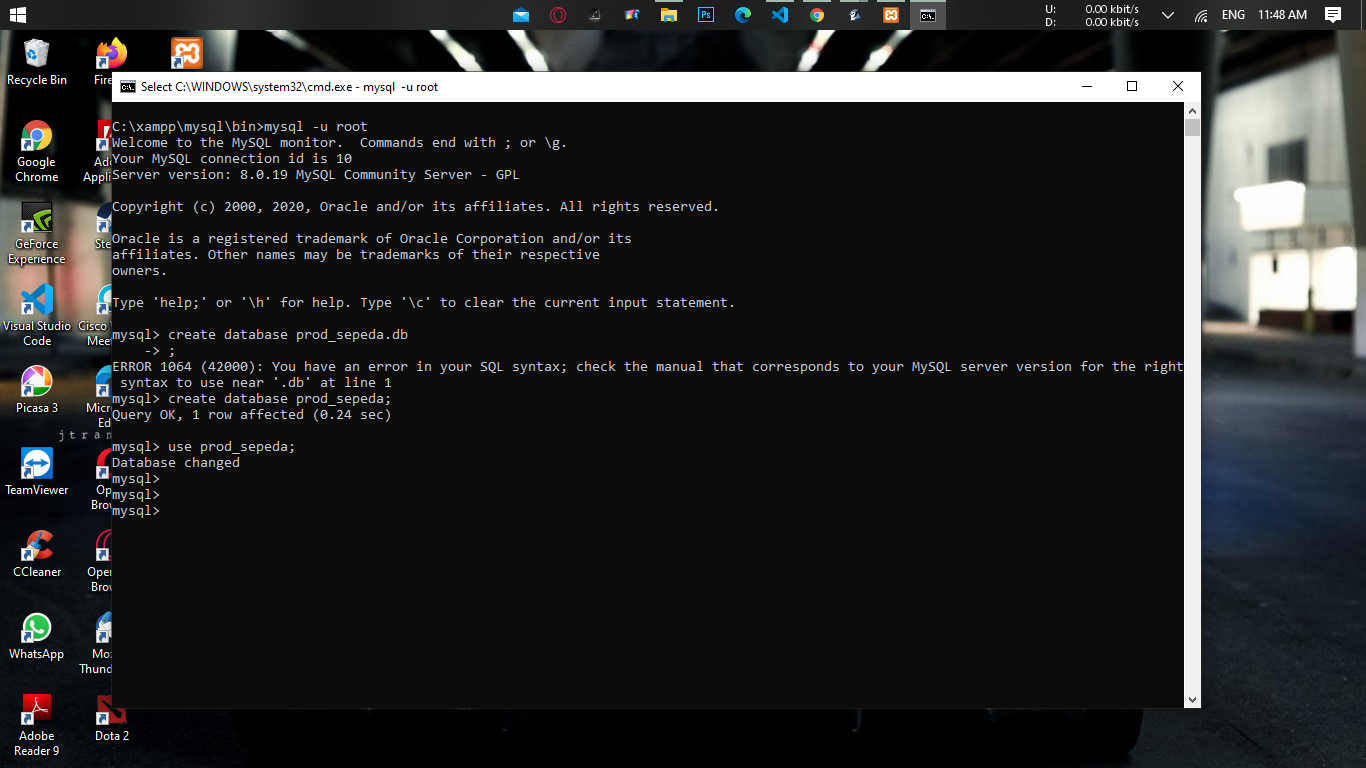 U: 0.00 kbit/s
D: 0.00 kbit/s
ENG 11:48 AM
Recycle Bin
Fire
Google
Chrome
Ado
Appli
GeForce
Experience
Ste
Visual Studio
Code
Cisco
Mee
Picasa 3
Micr
Ed
jtran
TeamViewer
Op
Brow
CCleaner
Oper
Brow
WhatsApp
Moz
Thund
Adobe
Reader 9
Dota 2
Select C:\WINDOWS\system32\cmd.exe - mysql  -u root
C:\xampp\mysql\bin>mysql -u root
Welcome to the MySQL monitor.  Commands end with ; or \g.
Your MySQL connection id is 10
Server version: 8.0.19 MySQL Community Server - GPL
Copyright (c) 2000, 2020, Oracle and/or its affiliates. All rights reserved.
Oracle is a registered trademark of Oracle Corporation and/or its
affiliates. Other names may be trademarks of their respective
owners.
Type 'help;' or '\h' for help. Type '\c' to clear the current input statement.
mysql> create database prod_sepeda.db
    -> ;
ERROR 1064 (42000): You have an error in your SQL syntax; check the manual that corresponds to your MySQL server version for the right
 syntax to use near '.db' at line 1
mysql> create database prod_sepeda;
Query OK, 1 row affected (0.24 sec)
mysql> use prod_sepeda;
Database changed
mysql>
mysql>
mysql>